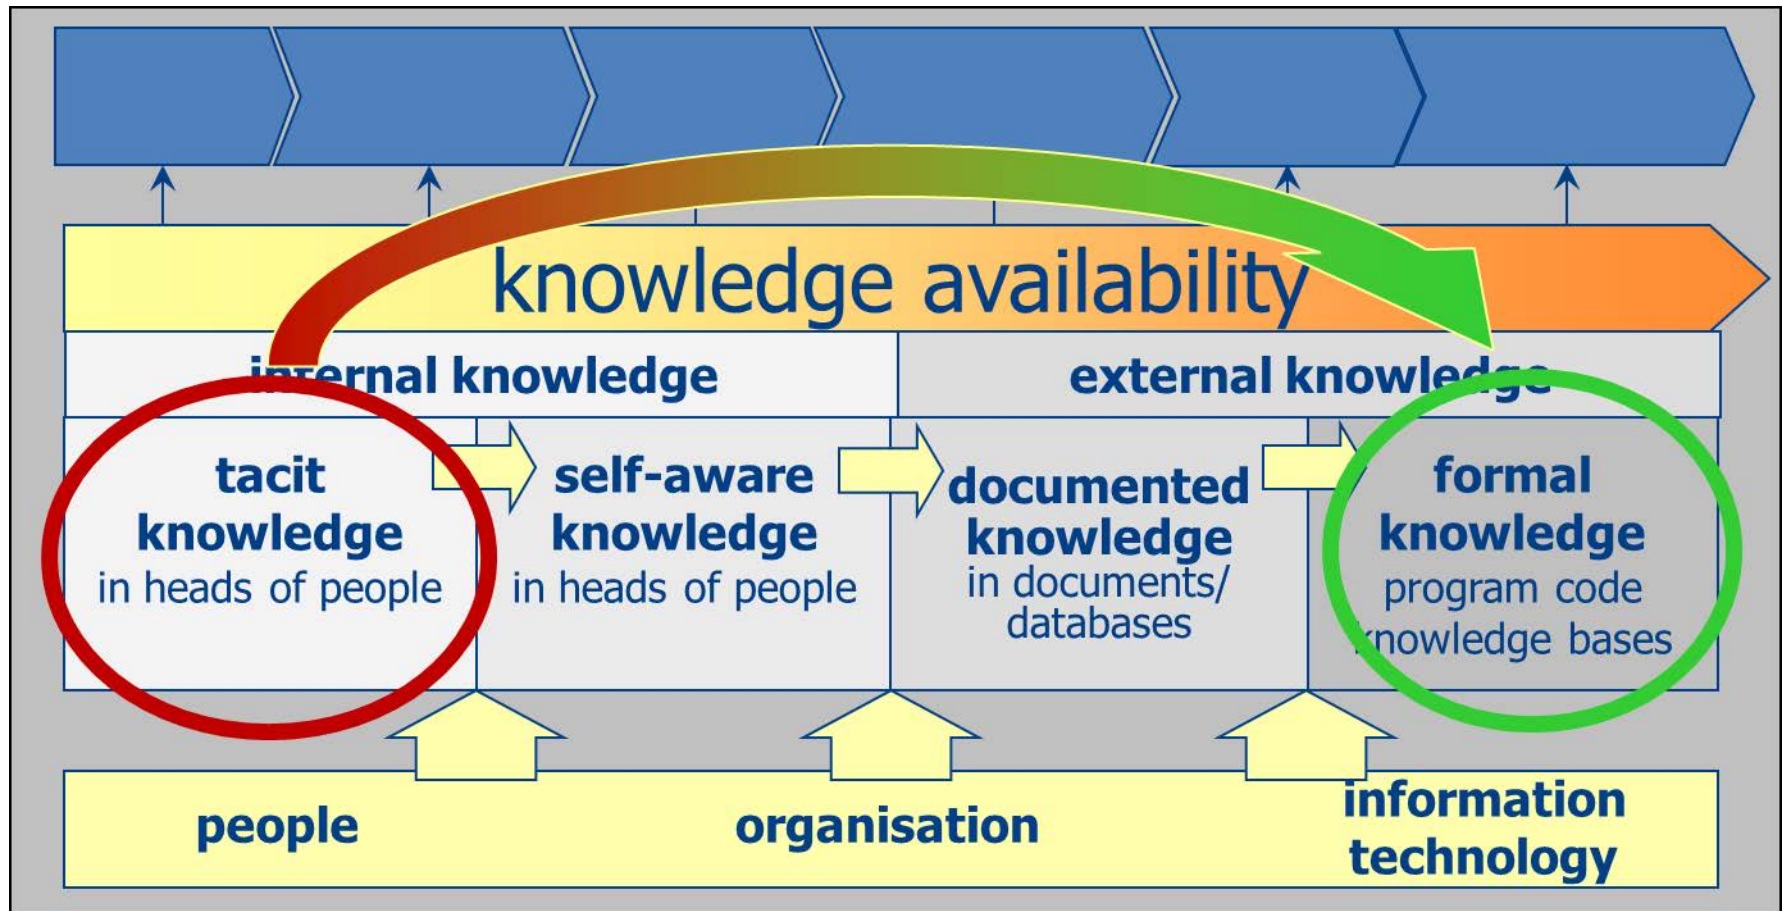 knowledge availability
internal knowledge
external knowledge
tacit
knowledge
in heads of people
self-aware
knowledge
in heads of people
documented
knowledge
in documents/
databases
formal
knowledge
program code
knowledge bases
people
organisation
information
technology